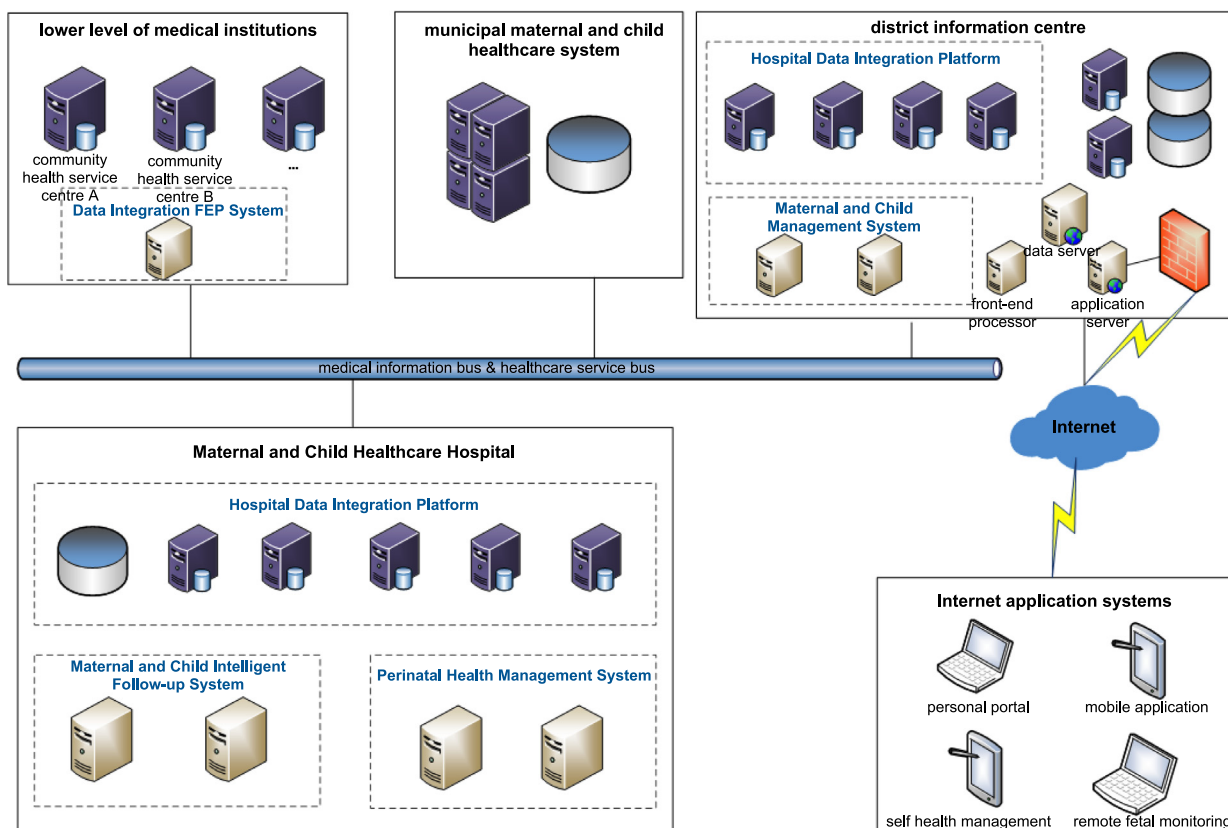 lower level of medical institutions
community
health service
centre A
community
health service
centre B
...
Data Integration FEP System
municipal maternal and child
healthcare system
district information centre
Hospital Data Integration Platform
Maternal and Child
Management System
data server
front-end
processor
application
server
medical information bus & healthcare service bus
Internet
Maternal and Child Healthcare Hospital
Hospital Data Integration Platform
Maternal and Child Intelligent
Follow-up System
Perinatal Health Management System
Internet application systems
personal portal
mobile application
self health management
remote fetal monitoring